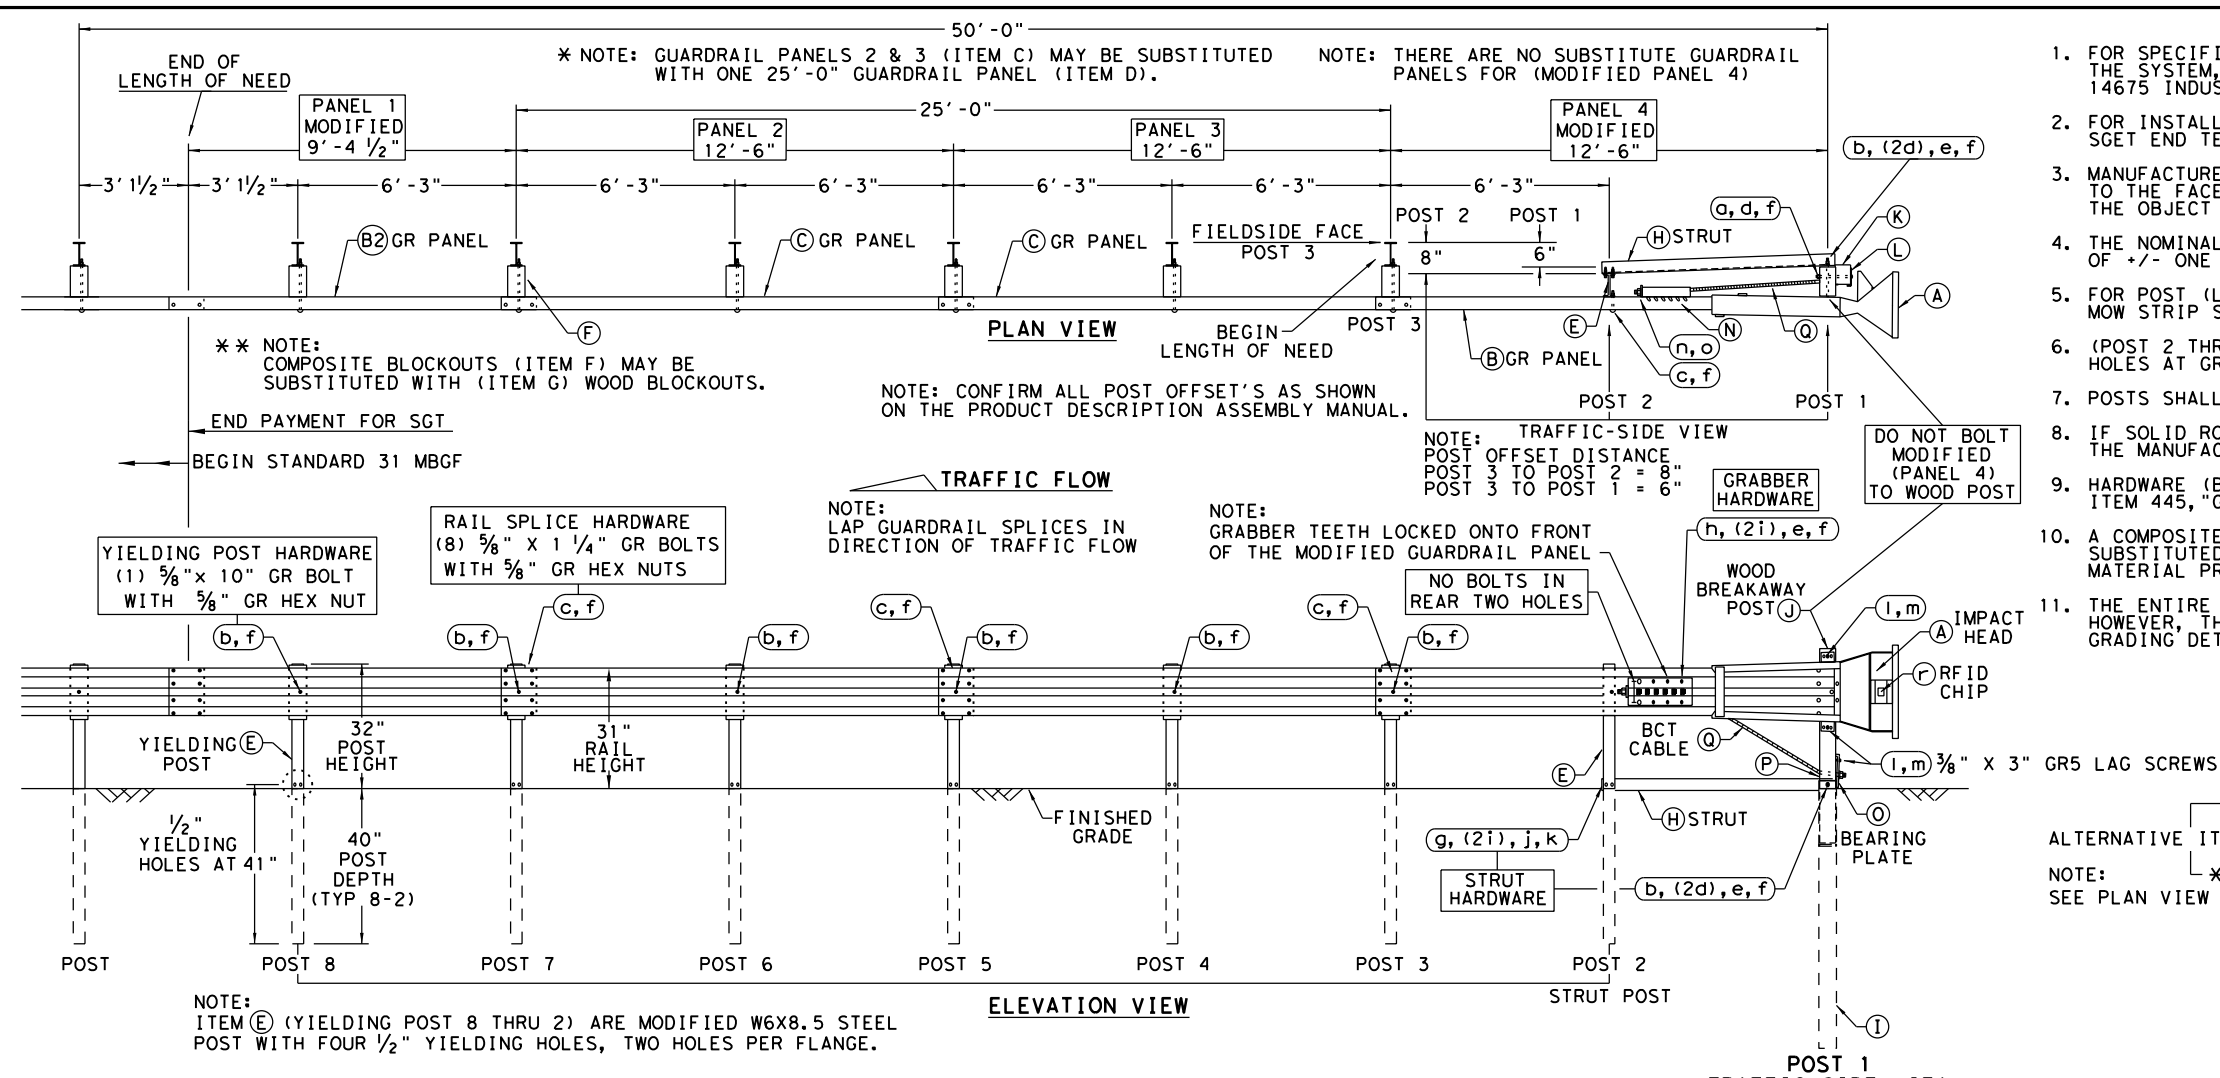 50'-0"
* NOTE: GUARDRAIL PANELS 2 & 3 (ITEM C) MAY BE SUBSTITUTED
WITH ONE 25'-0" GUARDRAIL PANEL (ITEM D).
NOTE: THERE ARE NO SUBSTITUTE GUARDRAIL
PANELS FOR (MODIFIED PANEL 4)
END OF
LENGTH OF NEED
PANEL 1
MODIFIED
9'-4 1/2"
25'-0"
PANEL 2
12'-6"
PANEL 3
12'-6"
PANEL 4
MODIFIED
12'-6"
b, (2d), e, f
3' 1 1/2"
3' 1 1/2"
6'-3"
6'-3"
6'-3"
6'-3"
6'-3"
6'-3"
POST 2
POST 1
a, d, f
K
B2 GR PANEL
C GR PANEL
C GR PANEL
FIELDSIDE FACE
POST 3
8"
6"
H STRUT
L
A
F
PLAN VIEW
BEGIN
LENGTH OF NEED
POST 3
E
N
Q
n, o
B GR PANEL
c, f
** NOTE:
COMPOSITE BLOCKOUTS (ITEM F) MAY BE
SUBSTITUTED WITH (ITEM G) WOOD BLOCKOUTS.
NOTE: CONFIRM ALL POST OFFSET'S AS SHOWN
ON THE PRODUCT DESCRIPTION ASSEMBLY MANUAL.
POST 2
POST 1
END PAYMENT FOR SGT
BEGIN STANDARD 31 MBGF
TRAFFIC-SIDE VIEW
NOTE:
POST OFFSET DISTANCE
POST 3 TO POST 2 = 8"
POST 3 TO POST 1 = 6"
DO NOT BOLT
MODIFIED
(PANEL 4)
TO WOOD POST
TRAFFIC FLOW
NOTE:
LAP GUARDRAIL SPLICES IN
DIRECTION OF TRAFFIC FLOW
NOTE:
GRABBER TEETH LOCKED ONTO FRONT
OF THE MODIFIED GUARDRAIL PANEL
GRABBER
HARDWARE
h, (2i), e, f
YIELDING POST HARDWARE
(1) 5/8"x 10" GR BOLT
WITH 5/8" GR HEX NUT
RAIL SPLICE HARDWARE
(8) 5/8" X 1 1/4" GR BOLTS
WITH 5/8" GR HEX NUTS
NO BOLTS IN
REAR TWO HOLES
WOOD
BREAKAWAY
POST J
c, f
c, f
c, f
l, m
b, f
b, f
b, f
b, f
b, f
b, f
A IMPACT
HEAD
r RFID
CHIP
YIELDING E
POST
32"
POST
HEIGHT
31"
RAIL
HEIGHT
BCT
CABLE
Q
E
P
l, m 3/8" X 3" GR5 LAG SCREWS
1/2"
YIELDING
HOLES AT 41"
40"
POST
DEPTH
(TYP 8-2)
FINISHED
GRADE
H STRUT
O
BEARING
PLATE
g, (2i), j, k
STRUT
HARDWARE
b, (2d), e, f
POST
POST 8
POST 7
POST 6
POST 5
POST 4
POST 3
POST 2
STRUT POST
ELEVATION VIEW
NOTE:
ITEM E (YIELDING POST 8 THRU 2) ARE MODIFIED W6X8.5 STEEL
POST WITH FOUR 1/2" YIELDING HOLES, TWO HOLES PER FLANGE.
I
POST 1
1. FOR SPECIFI
THE SYSTEM,
14675 INDUS
2. FOR INSTALL
SGET END TE
3. MANUFACTURE
TO THE FACE
THE OBJECT
4. THE NOMINAL
OF +/- ONE
5. FOR POST (L
MOW STRIP S
6. (POST 2 THR
HOLES AT GR
7. POSTS SHALL
8. IF SOLID RO
THE MANUFAC
9. HARDWARE (B
ITEM 445, "G
10. A COMPOSITE
SUBSTITUTED
MATERIAL PR
11. THE ENTIRE
HOWEVER, TH
GRADING DET
ALTERNATIVE IT
NOTE: *
SEE PLAN VIEW